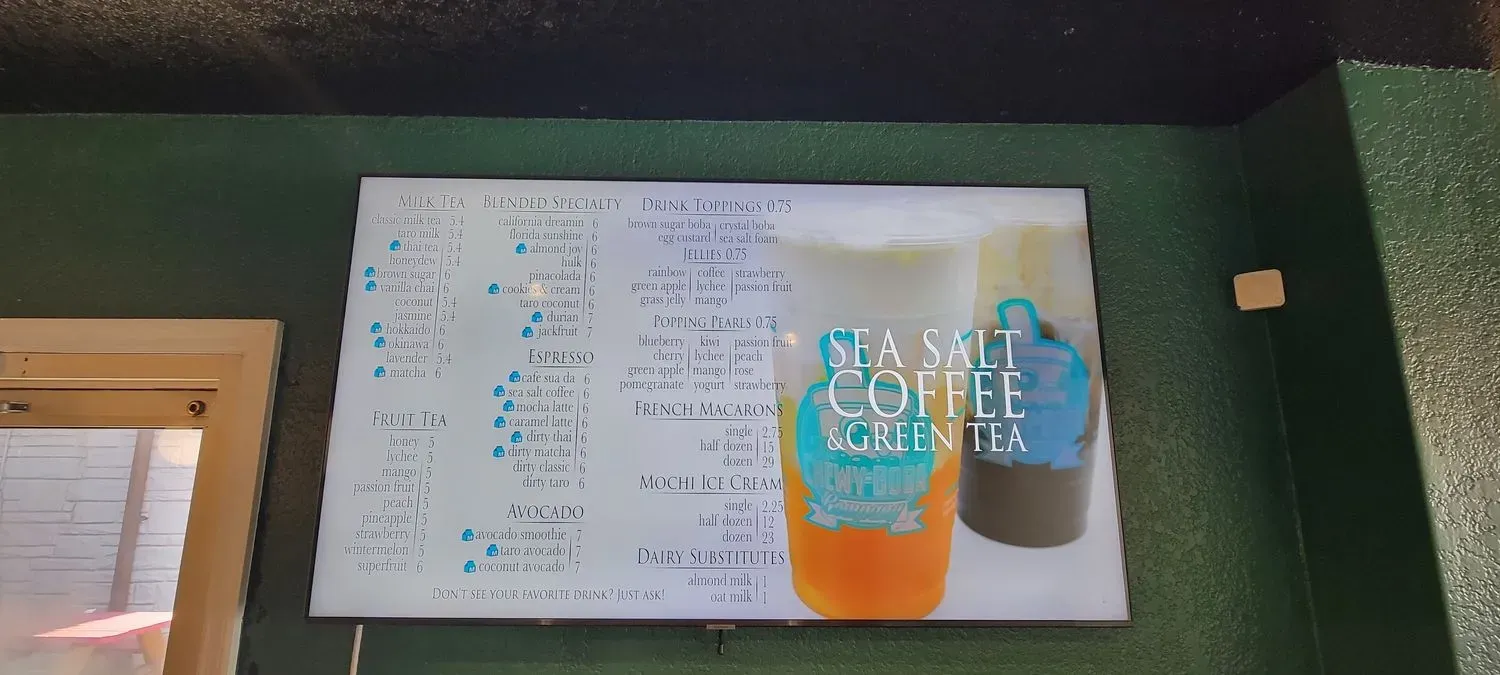 MILK TEA
classic milk tea 5.4
taro milk 5.4
thai tea 5.4
honeydew 5.4
brown sugar 6
vanilla chai 6
coconut 5.4
jasmine 5.4
hokkaido 6
okinawa 6
lavender 5.4
matcha 6
FRUIT TEA
honey 5
lychee 5
mango 5
passion fruit 5
peach 5
pineapple 5
strawberry 5
wintermelon 5
superfruit 6
BLENDED SPECIALTY
california dreamin 6
florida sunshine 6
almond joy 6
hulk 6
pinacolada 6
cookies & cream 6
taro coconut 6
durian 7
jackfruit 7
ESPRESSO
cafe sua da 6
sea salt coffee 6
mocha latte 6
caramel latte 6
dirty thai 6
dirty matcha 6
dirty classic 6
dirty taro 6
AVOCADO
avocado smoothie 7
taro avocado 7
coconut avocado 7
DRINK TOPPINGS 0.75
brown sugar boba crystal boba
egg custard sea salt foam
JELLIES 0.75
rainbow coffee strawberry
green apple lychee passion fruit
grass jelly mango
POPPING PEARLS 0.75
blueberry kiwi passion fruit
cherry lychee peach
green apple mango rose
pomegranate yogurt strawberry
FRENCH MACARONS
single 2.75
half dozen 15
dozen 29
MOCHI ICE CREAM
single 2.25
half dozen 12
dozen 23
DAIRY SUBSTITUTES
almond milk 1
oat milk 1
DON'T SEE YOUR FAVORITE DRINK? JUST ASK!
SEA SALT
COFFEE
&GREEN TEA